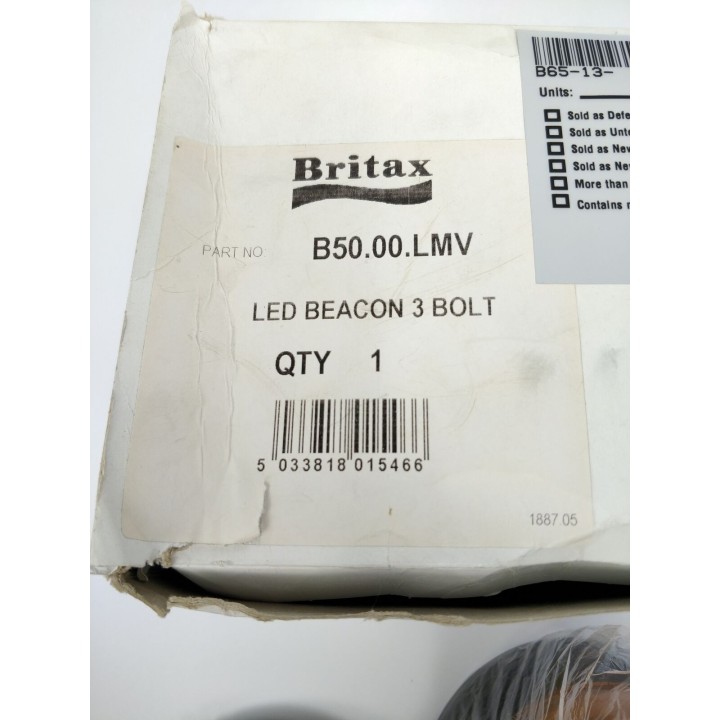 Britax
PART NO B50.00.LMV
LED BEACON 3 BOLT
QTY 1
5 033818 015466
1887.05
B65-13-
Units:
Sold as Defe
Sold as Unte
Sold as New
Sold as New
More than
Contains